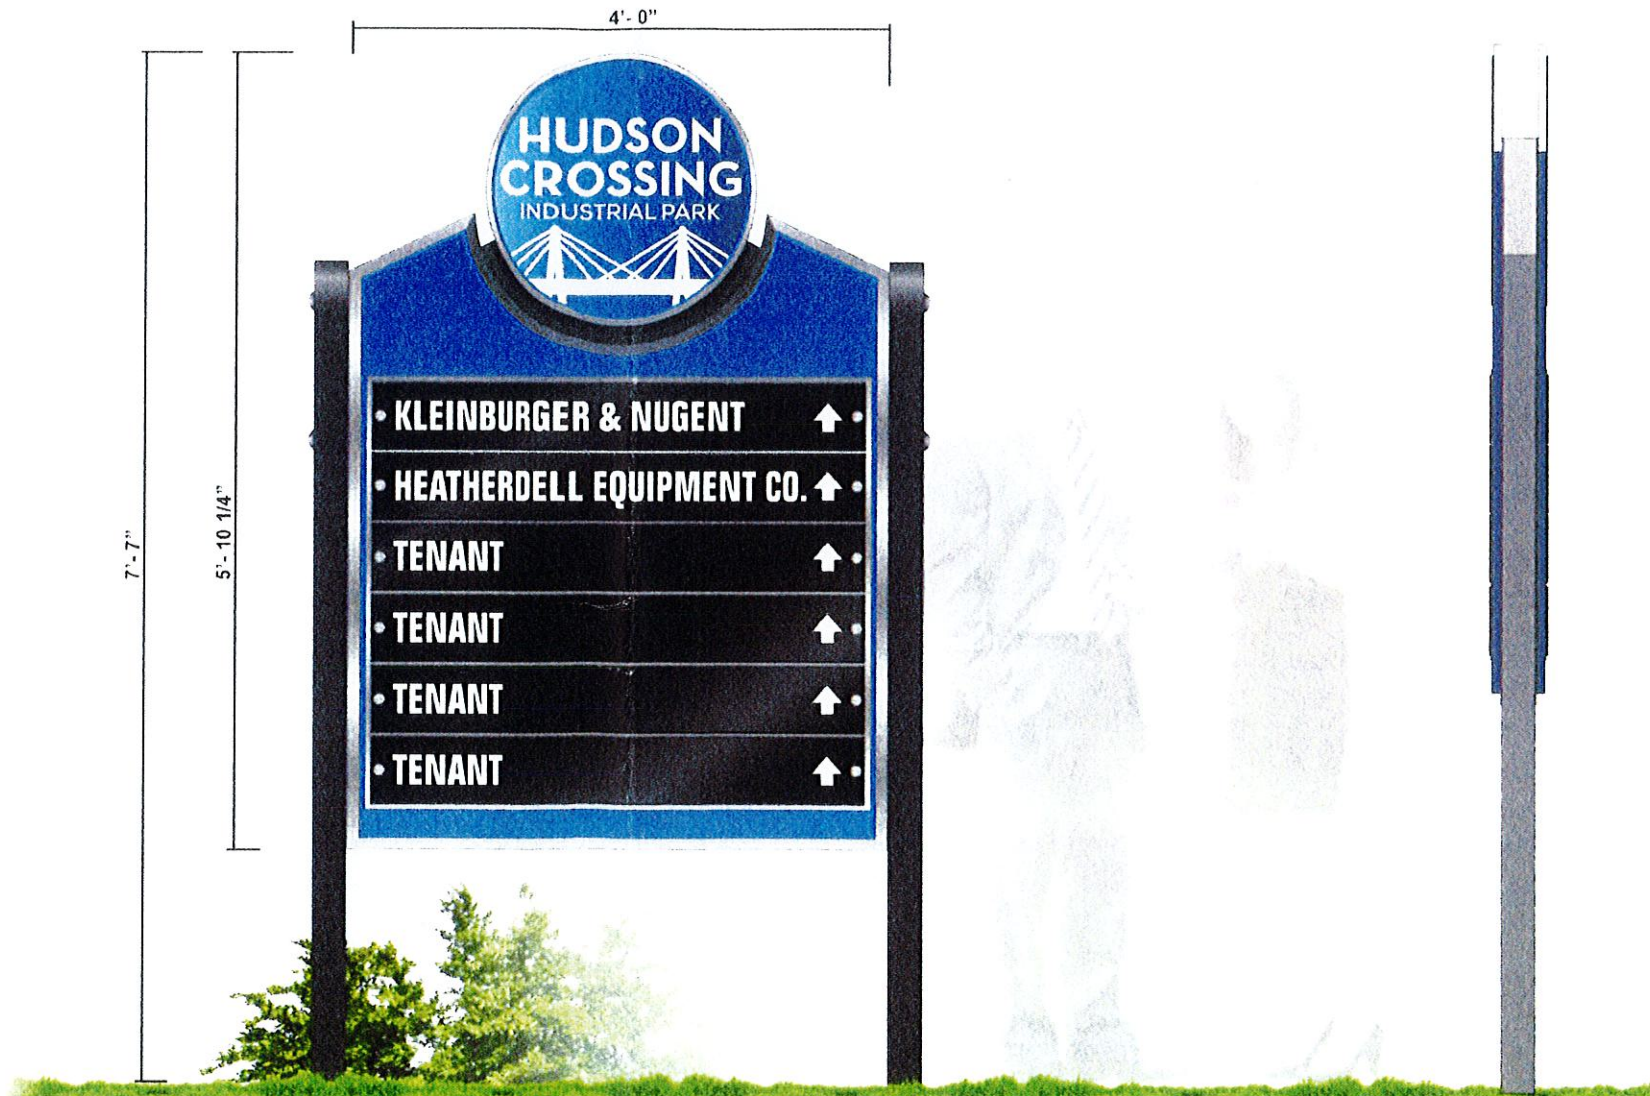 4'- 0"
7'- 7"
5'- 10 1/4"
HUDSON
CROSSING
INDUSTRIAL PARK
KLEINBURGER & NUGENT
HEATHERDELL EQUIPMENT CO.
TENANT
TENANT
TENANT
TENANT